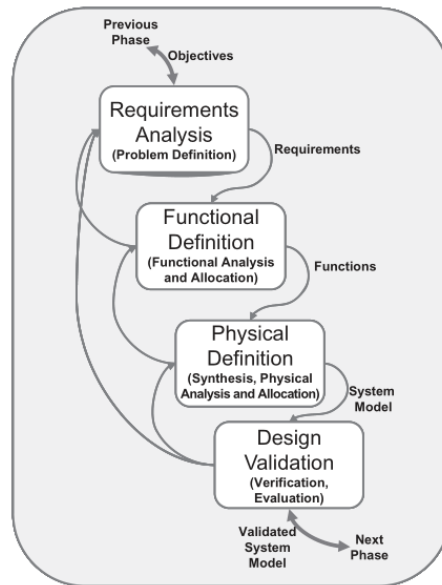 Previous
Phase
Objectives
Requirements
Analysis
(Problem Definition)
Requirements
Functional
Definition
(Functional Analysis
and Allocation)
Functions
Physical
Definition
(Synthesis, Physical
Analysis and Allocation)
System
Model
Design
Validation
(Verification,
Evaluation)
Validated
System
Model
Next
Phase